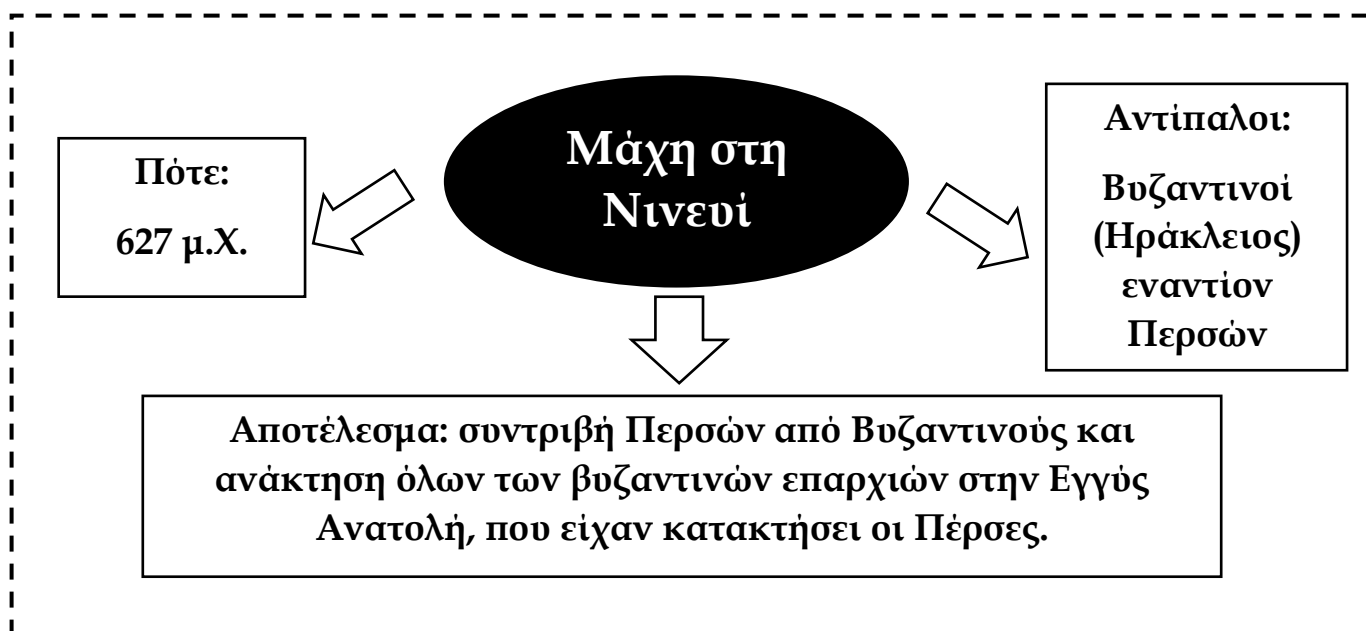 Μάχη στη
Νινευί
Πότε:
627 μ.Χ.
Αντίπαλοι:
Βυζαντινοί
(Ηράκλειος)
εναντίον
Περσών
Αποτέλεσμα: συντριβή Περσών από Βυζαντινούς και
ανάκτηση όλων των βυζαντινών επαρχιών στην Εγγύς
Ανατολή, που είχαν κατακτήσει οι Πέρσες.